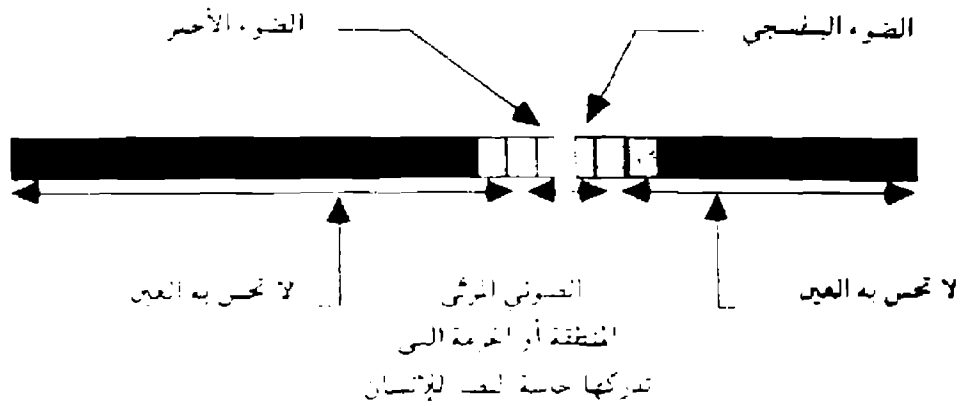 الضوء البنفسجي
الضوء الأحمر
لا تحس به العين
الضوئي المرئي
المنطقة أو الحزمة التي
تدركها حاسة البصر للإنسان
لا تحس به العين